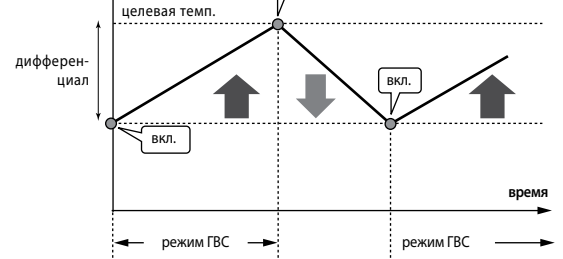 целевая темп.
дифферен-
циал
вкл.
вкл.
время
режим ГВС
режим ГВС